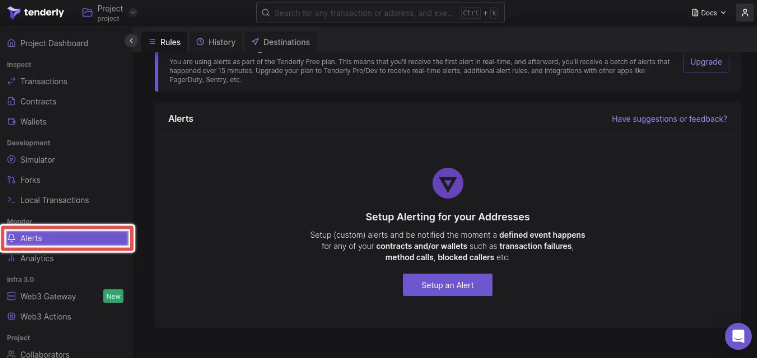 tenderly
Project
project
Search for any transaction or address, and exe...
Ctrl + k
Docs
Project Dashboard
Inspect
Transactions
Contracts
Wallets
Development
Simulator
Forks
Local Transactions
Monitor
Alerts
Analytics
Infra 3.0
Web3 Gateway
New
Web3 Actions
Project
Collaborators
Rules
History
Destinations
You are using alerts as part of the Tenderly Free plan. This means that you'll receive the first alert in real-time, and afterward, you'll receive a batch of alerts that
happened over 15 minutes. Upgrade your plan to Tenderly Pro/Dev to receive real-time alerts, additional alert rules, and integrations with other apps like
PagerDuty, Sentry, etc.
Upgrade
Alerts
Have suggestions or feedback?
Setup Alerting for your Addresses
Setup (custom) alerts and be notified the moment a defined event happens
for any of your contracts and/or wallets such as transaction failures,
method calls, blocked callers etc.
Setup an Alert